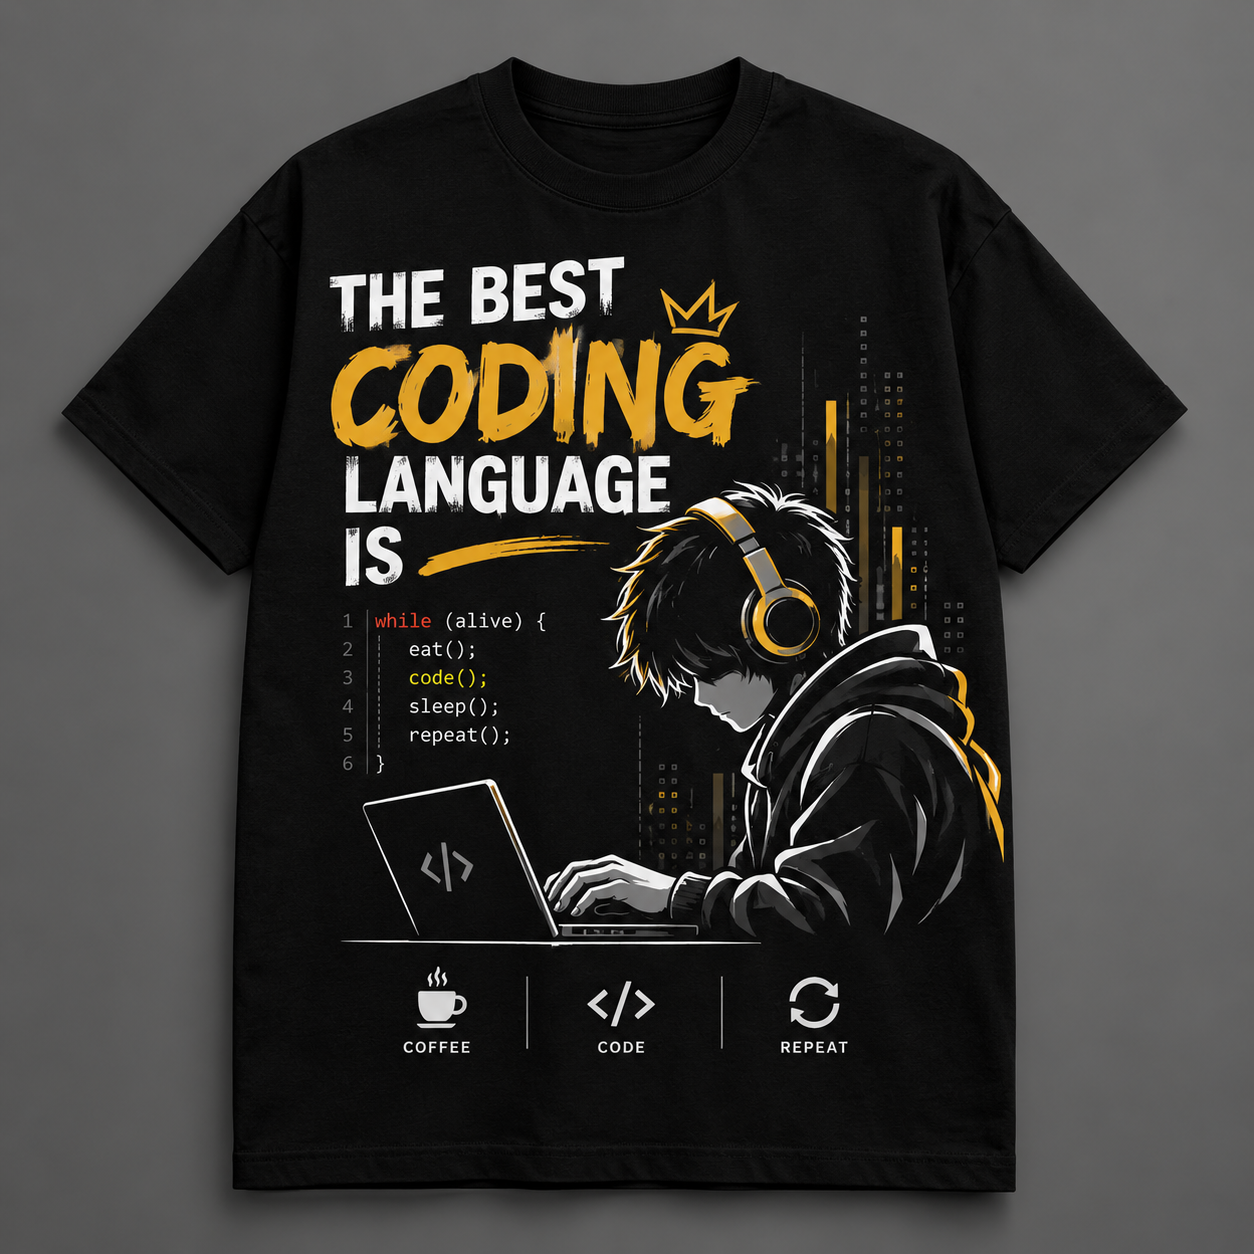 THE BEST
CODING
LANGUAGE
IS
1 while (alive) {
2 eat();
3 code();
4 sleep();
5 repeat();
6 }
</>
</>
COFFEE
CODE
REPEAT